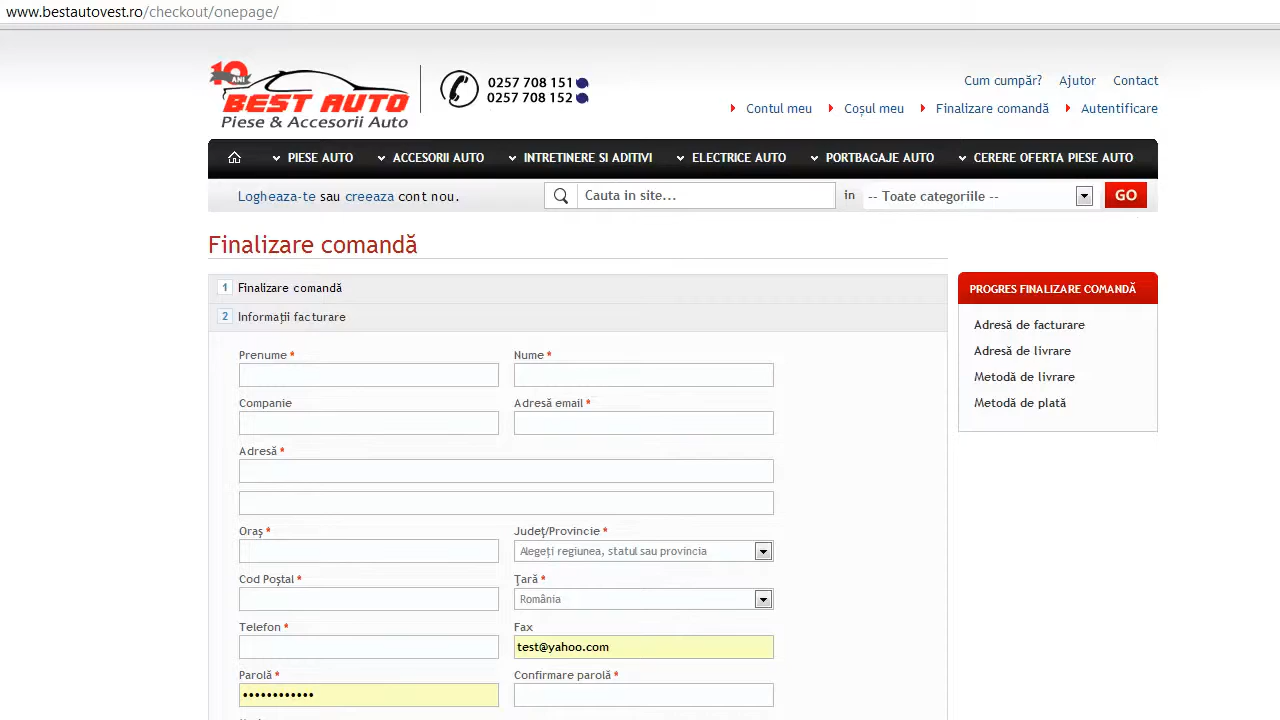 www.bestautovest.ro/checkout/onepage/
10 ANI
BEST AUTO
Piese & Accesorii Auto
0257 708 151
0257 708 152
Cum cumpăr? Ajutor Contact
Contul meu Coșul meu Finalizare comandă Autentificare
PIESE AUTO ACCESORII AUTO INTRETINERE SI ADITIVI ELECTRICE AUTO PORTBAGAJE AUTO CERERE OFERTA PIESE AUTO
Logheaza-te sau creeaza cont nou. Cauta in site... in -- Toate categoriile -- GO
Finalizare comandă
1 Finalizare comandă
2 Informații facturare
Prenume * Nume *
Companie Adresă email *
Adresă *
Oraş * Judeţ/Provincie *
Alegeți regiunea, statul sau provincia
Cod Poştal * Ţară *
România
Telefon * Fax
test@yahoo.com
Parolă * Confirmare parolă *
••••••••••••
PROGRES FINALIZARE COMANDĂ
Adresă de facturare
Adresă de livrare
Metodă de livrare
Metodă de plată